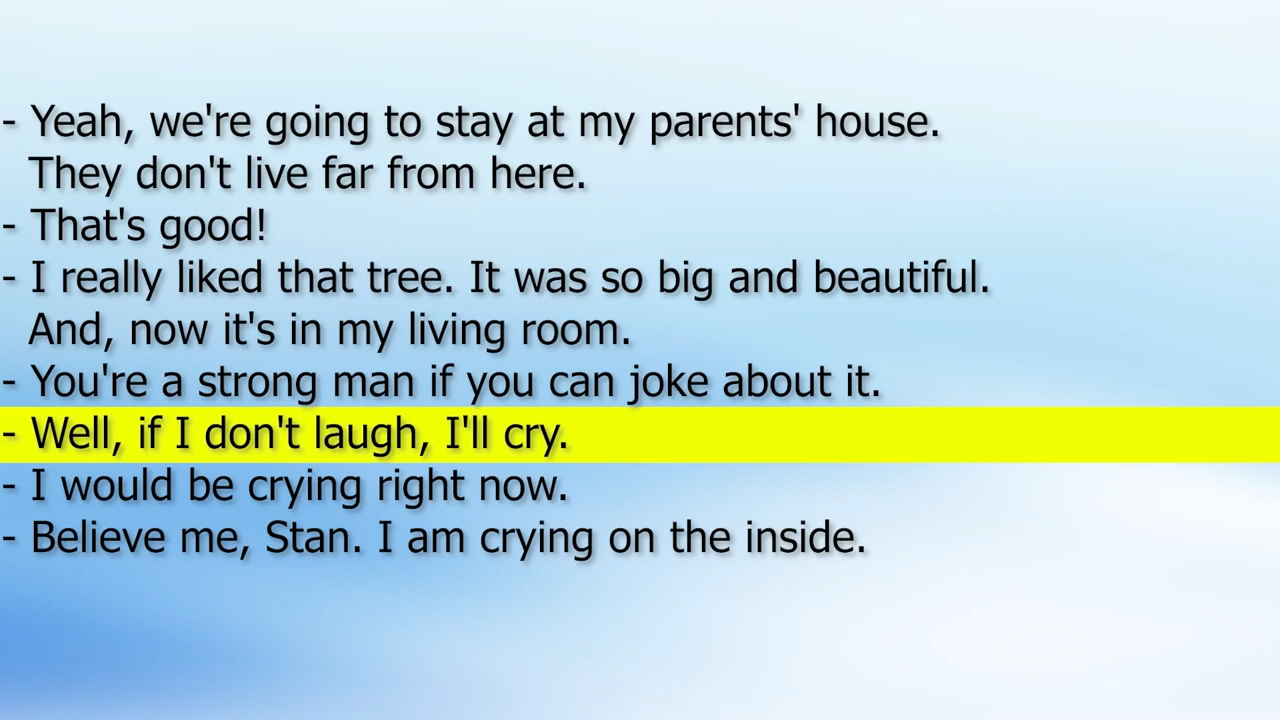 - Yeah, we're going to stay at my parents' house.
They don't live far from here.
- That's good!
- I really liked that tree. It was so big and beautiful.
And, now it's in my living room.
- You're a strong man if you can joke about it.
- Well, if I don't laugh, I'll cry.
- I would be crying right now.
- Believe me, Stan. I am crying on the inside.